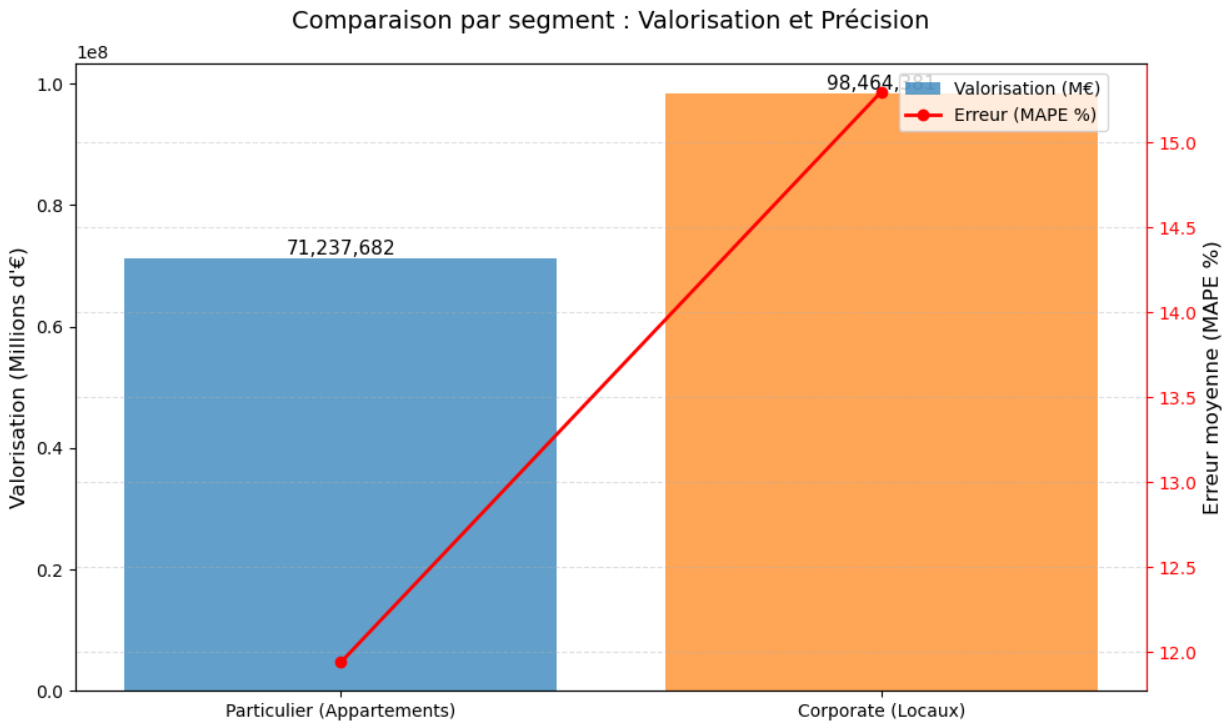 Comparaison par segment : Valorisation et Précision
1e8
1.0
0.8
0.6
0.4
0.2
0.0
Valorisation (Millions d'€)
71,237,682
98,464,381
Valorisation (M€)
Erreur (MAPE %)
15.0
14.5
14.0
13.5
13.0
12.5
12.0
Erreur moyenne (MAPE %)
Particulier (Appartements)
Corporate (Locaux)